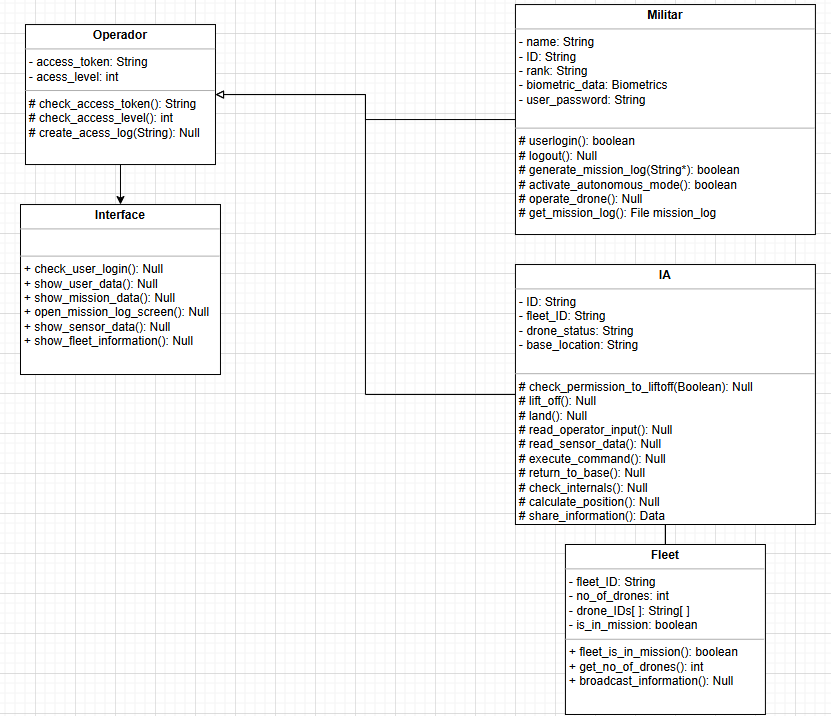 Operador
- access_token: String
- acess_level: int
# check_access_token(): String
# check_access_level(): int
# create_acess_log(String): Null
Interface
+ check_user_login(): Null
+ show_user_data(): Null
+ show_mission_data(): Null
+ open_mission_log_screen(): Null
+ show_sensor_data(): Null
+ show_fleet_information(): Null
Militar
- name: String
- ID: String
- rank: String
- biometric_data: Biometrics
- user_password: String
# userlogin(): boolean
# logout(): Null
# generate_mission_log(String*): boolean
# activate_autonomous_mode(): boolean
# operate_drone(): Null
# get_mission_log(): File mission_log
IA
- ID: String
- fleet_ID: String
- drone_status: String
- base_location: String
# check_permission_to_liftoff(Boolean): Null
# lift_off(): Null
# land(): Null
# read_operator_input(): Null
# read_sensor_data(): Null
# execute_command(): Null
# return_to_base(): Null
# check_internals(): Null
# calculate_position(): Null
# share_information(): Data
Fleet
- fleet_ID: String
- no_of_drones: int
- drone_IDs[ ]: String[ ]
- is_in_mission: boolean
+ fleet_is_in_mission(): boolean
+ get_no_of_drones(): int
+ broadcast_information(): Null